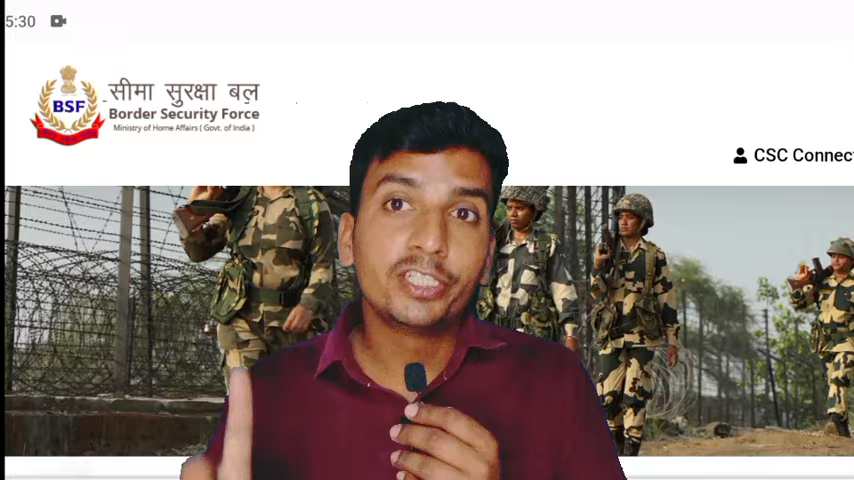 5:30
BSF
सीमा सुरक्षा बल
Border Security Force
Ministry of Home Affairs ( Govt. of India )
CSC Connect